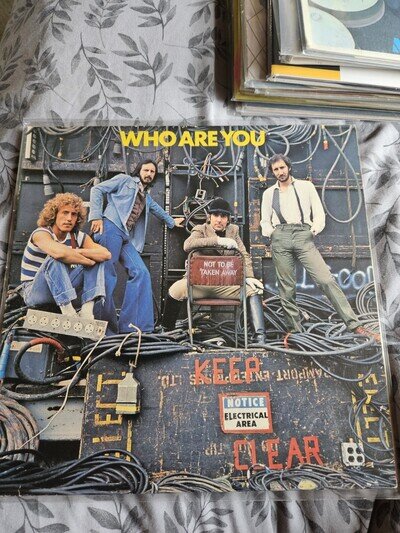 WHO ARE YOU
NOT TO BE
TAKEN AWAY
KEEP
NOTICE
ELECTRICAL
AREA
CLEAR